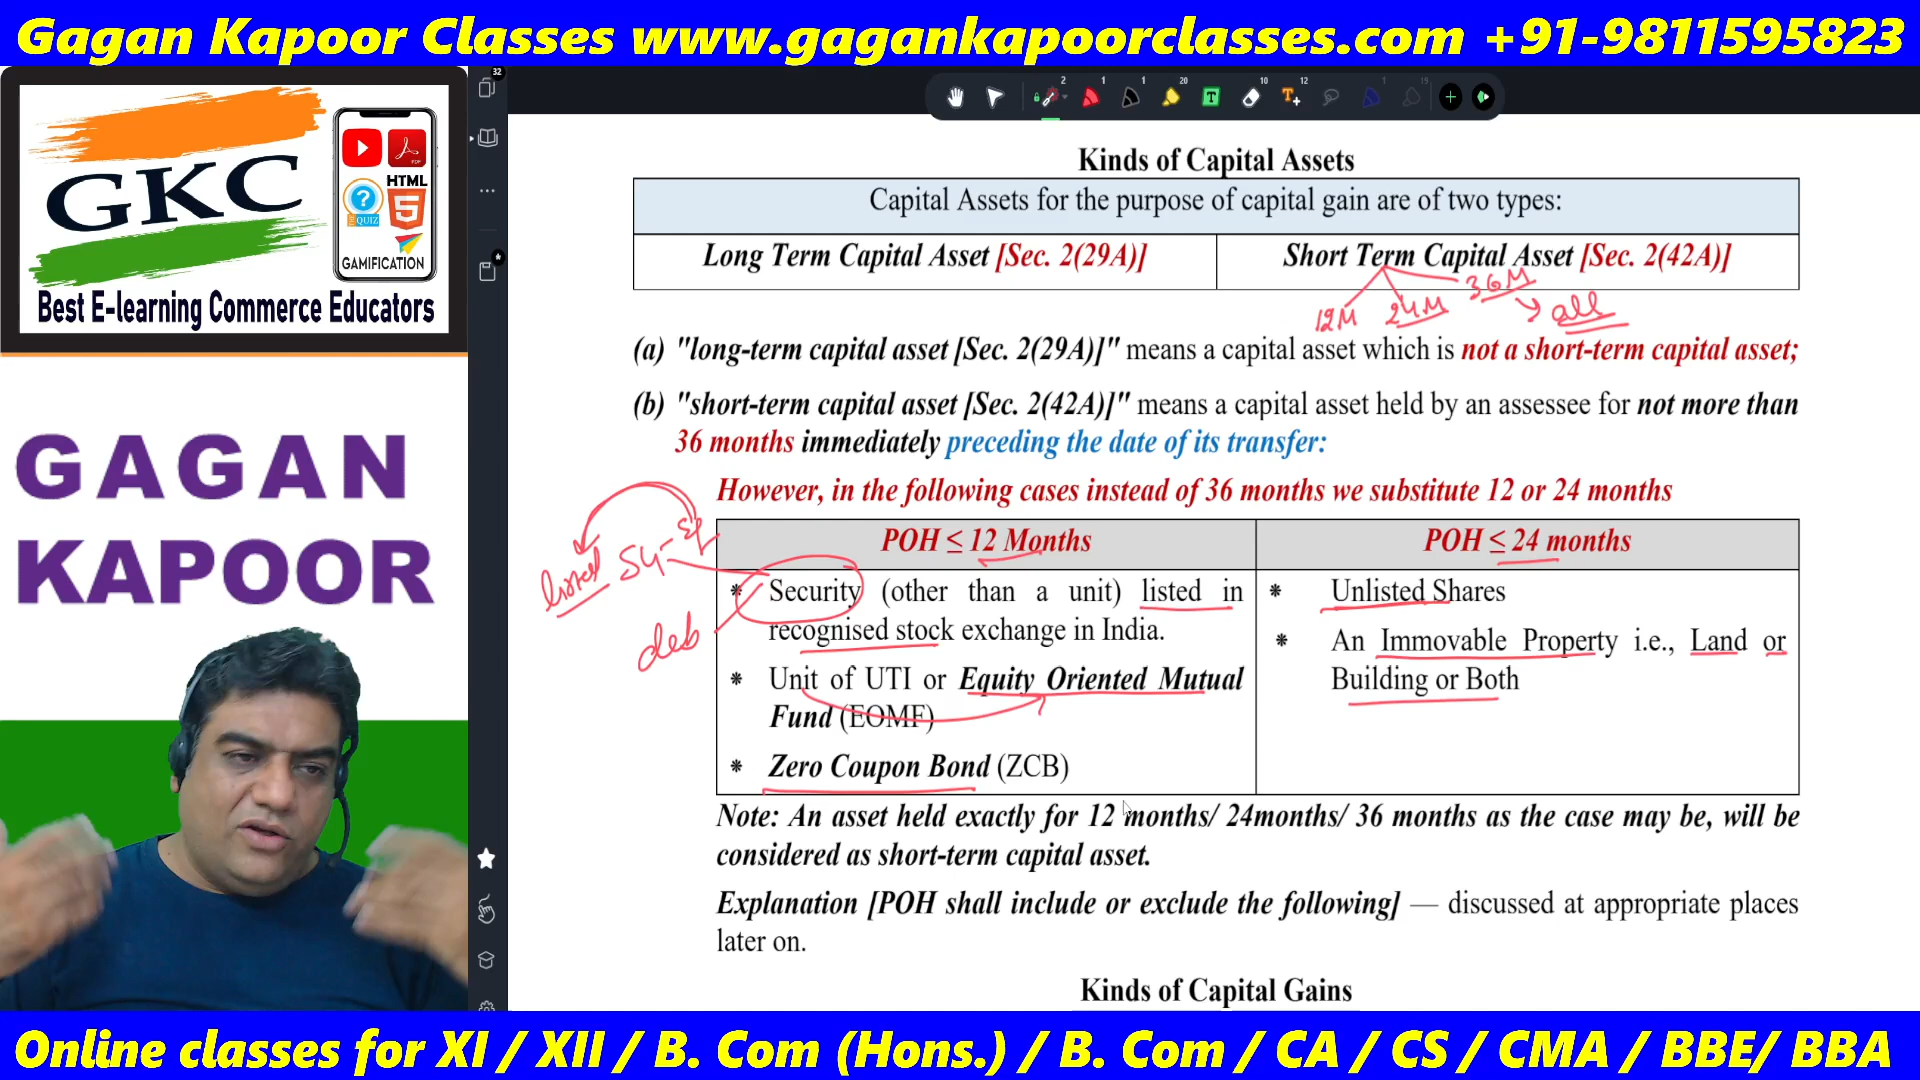 Gagan Kapoor Classes www.gagankapoorclasses.com +91-9811595823
GKC
?
QUIZ
PDF
HTML
5
GAMIFICATION
Best E-learning Commerce Educators
GAGAN
KAPOOR
32
2
1
1
20
10
12
1
T
T+
Kinds of Capital Assets
Capital Assets for the purpose of capital gain are of two types:
Long Term Capital Asset [Sec. 2(29A)]
Short Term Capital Asset [Sec. 2(42A)]
12M 24M 36M
all
(a) "long-term capital asset [Sec. 2(29A)]" means a capital asset which is not a short-term capital asset;
(b) "short-term capital asset [Sec. 2(42A)]" means a capital asset held by an assessee for not more than
36 months immediately preceding the date of its transfer:
However, in the following cases instead of 36 months we substitute 12 or 24 months
POH ≤ 12 Months
POH ≤ 24 months
deb
* Security (other than a unit) listed in
recognised stock exchange in India.
* Unit of UTI or Equity Oriented Mutual
Fund (EOMF)
* Zero Coupon Bond (ZCB)
* Unlisted Shares
* An Immovable Property i.e., Land or
Building or Both
Note: An asset held exactly for 12 months/ 24months/ 36 months as the case may be, will be
considered as short-term capital asset.
Explanation [POH shall include or exclude the following] — discussed at appropriate places
later on.
Kinds of Capital Gains
Online classes for XI / XII / B. Com (Hons.) / B. Com / CA / CS / CMA / BBE/ BBA